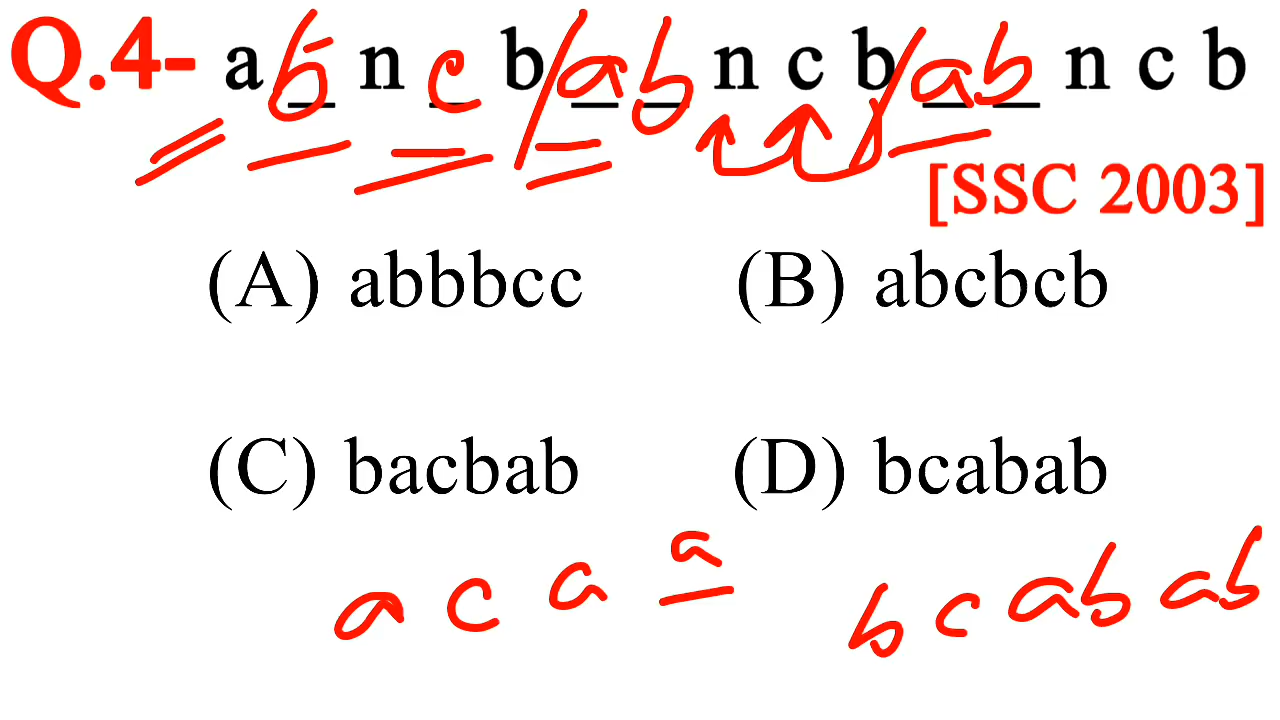 Q.4- a b n c b / a b n c b / a b n c b
[SSC 2003]
(A) abbbcc (B) abcbcb
(C) bacbab (D) bcabab
a c a a b c a b a b